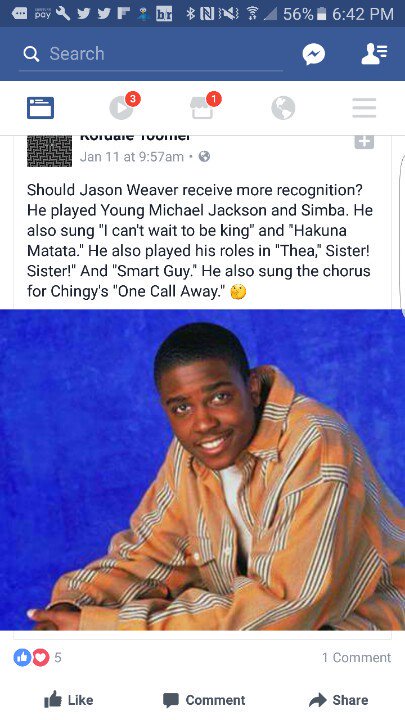 pay
br
N
56%
6:42 PM
Search
3
1
Kordale Toomer
Jan 11 at 9:57am •
Should Jason Weaver receive more recognition?
He played Young Michael Jackson and Simba. He
also sung "I can't wait to be king" and "Hakuna
Matata." He also played his roles in "Thea," Sister!
Sister!" And "Smart Guy." He also sung the chorus
for Chingy's "One Call Away." 🤔
5
1 Comment
Like
Comment
Share